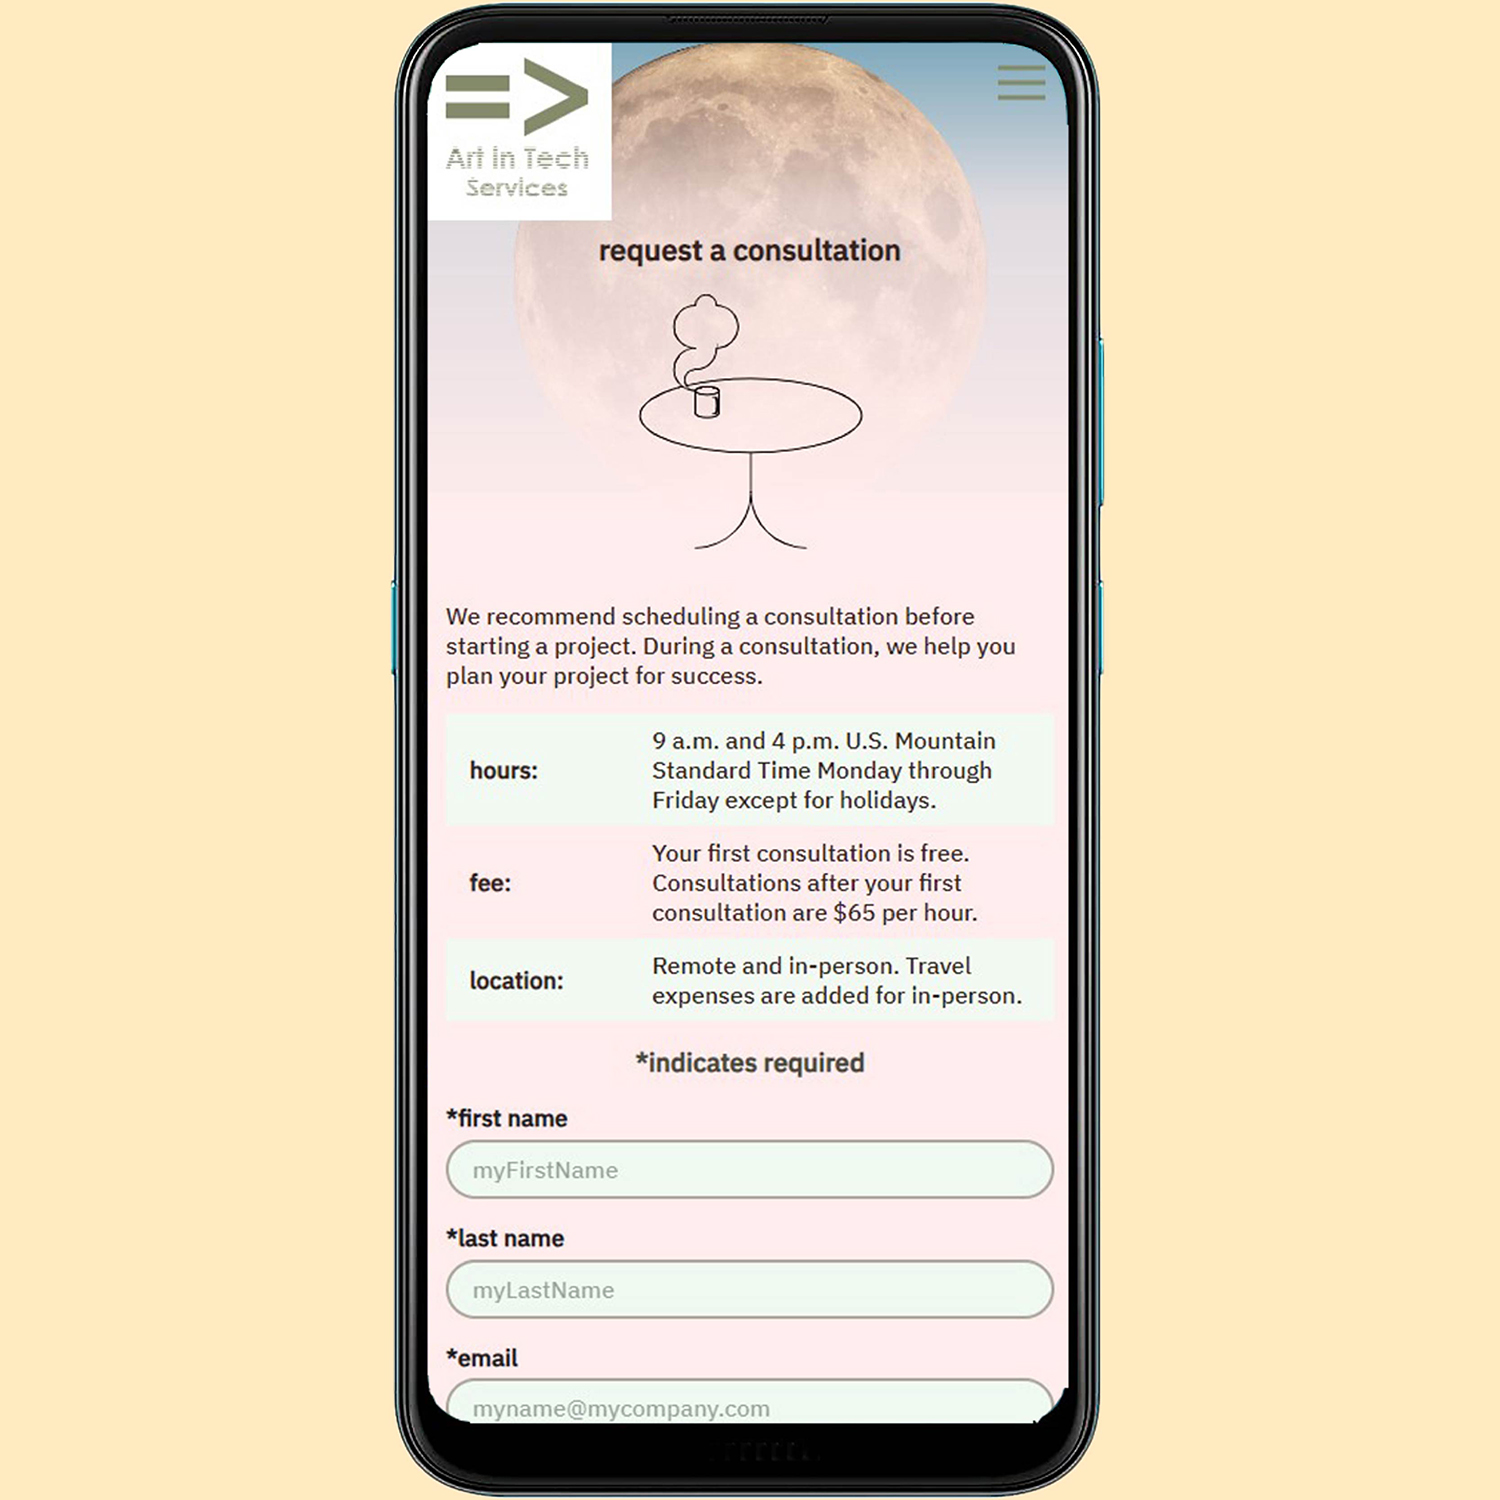 =>
Art in Tech
Services
request a consultation
We recommend scheduling a consultation before
starting a project. During a consultation, we help you
plan your project for success.
hours:
9 a.m. and 4 p.m. U.S. Mountain
Standard Time Monday through
Friday except for holidays.
fee:
Your first consultation is free.
Consultations after your first
consultation are $65 per hour.
location:
Remote and in-person. Travel
expenses are added for in-person.
*indicates required
*first name
myFirstName
*last name
myLastName
*email
myname@mycompany.com